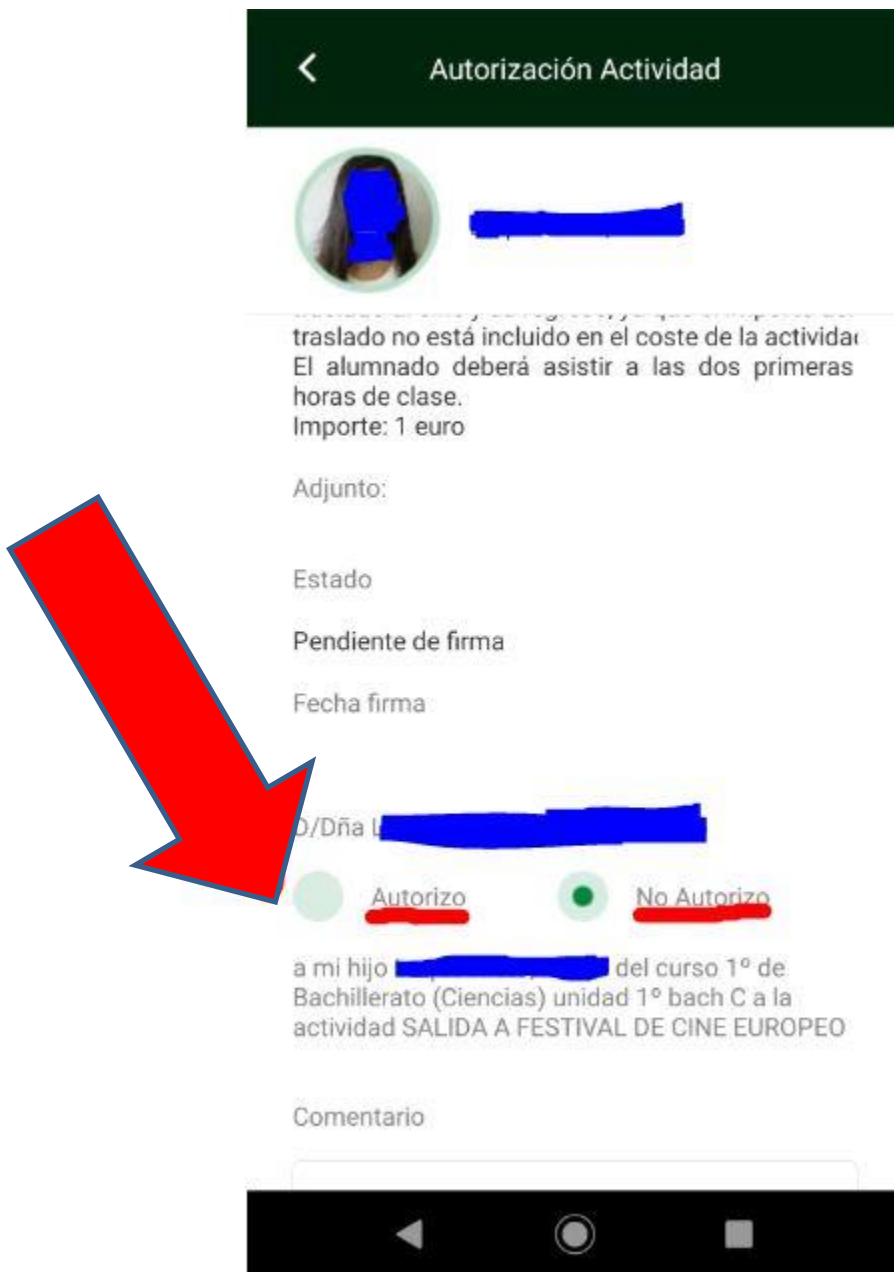 Autorización Actividad
traslado no está incluido en el coste de la actividad
El alumnado deberá asistir a las dos primeras
horas de clase.
Importe: 1 euro
Adjunto:
Estado
Pendiente de firma
Fecha firma
D/Dña L
Autorizo
No Autorizo
a mi hijo del curso 1º de
Bachillerato (Ciencias) unidad 1º bach C a la
actividad SALIDA A FESTIVAL DE CINE EUROPEO
Comentario